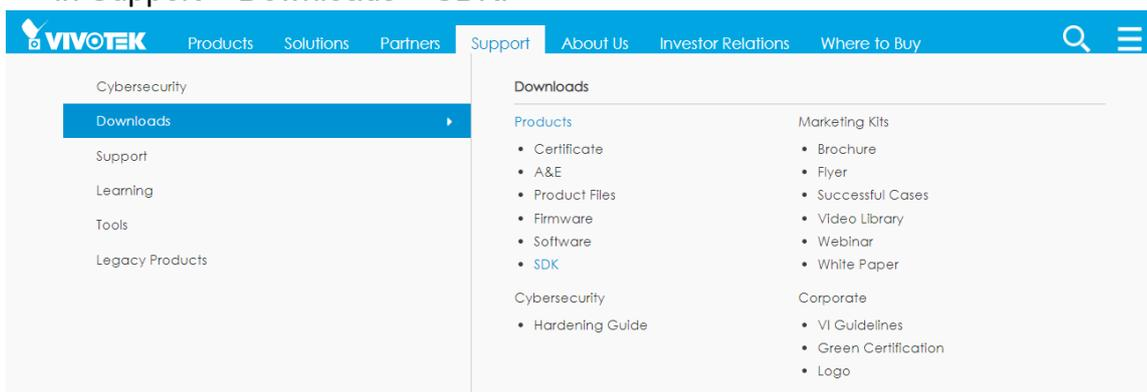 VIVOTEK Products Solutions Partners Support About Us Investor Relations Where to Buy
Cybersecurity
Downloads
Support
Learning
Tools
Legacy Products
Downloads
Products
• Certificate
• A&E
• Product Files
• Firmware
• Software
• SDK
Cybersecurity
• Hardening Guide
Marketing Kits
• Brochure
• Flyer
• Successful Cases
• Video Library
• Webinar
• White Paper
Corporate
• VI Guidelines
• Green Certification
• Logo